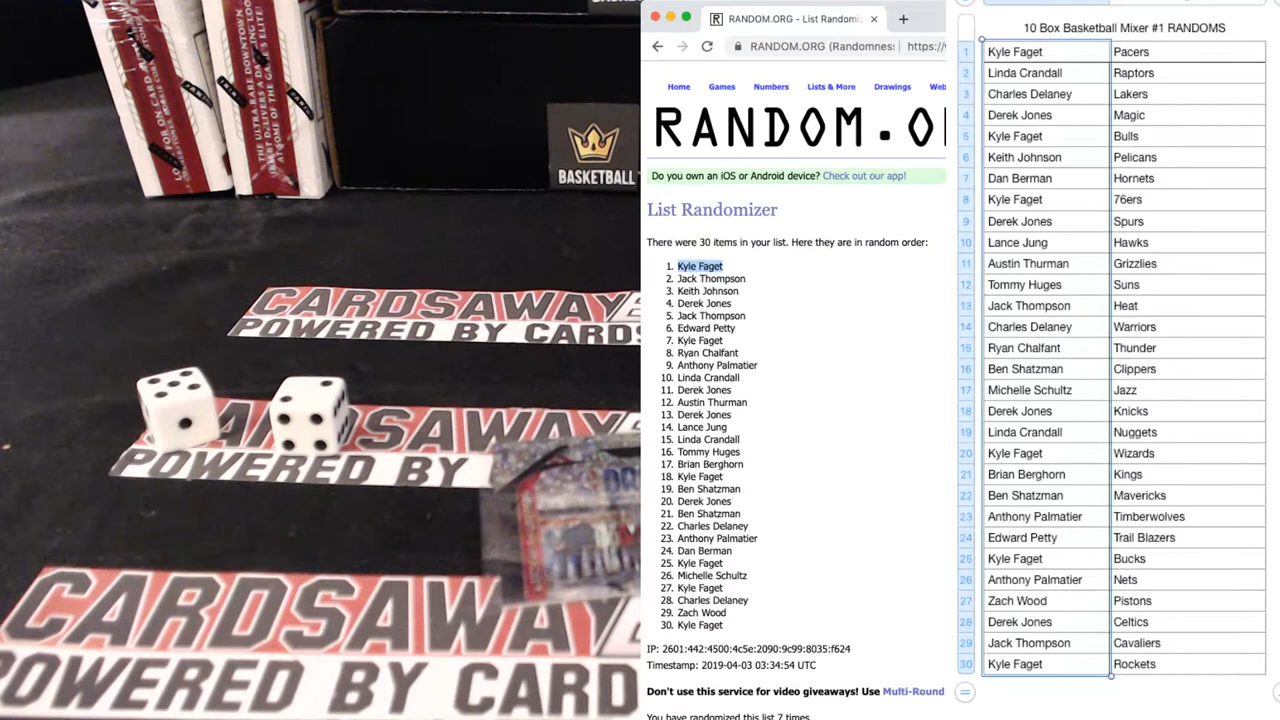 THE ULTRA-RARE DOWNTOWN
BASKETBALL
CARDSAWAY
POWERED BY CARDS
CARDSAWAY
POWERED BY
CARDSAWAY
POWERED BY CARD
RANDOM.ORG - List Randomiz
RANDOM.ORG (Randomnes: https://
Home Games Numbers Lists & More Drawings Web
RANDOM.O
Do you own an iOS or Android device? Check out our app!
List Randomizer
There were 30 items in your list. Here they are in random order:
1. Kyle Faget
2. Jack Thompson
3. Keith Johnson
4. Derek Jones
5. Jack Thompson
6. Edward Petty
7. Kyle Faget
8. Ryan Chalfant
9. Anthony Palmatier
10. Linda Crandall
11. Derek Jones
12. Austin Thurman
13. Derek Jones
14. Lance Jung
15. Linda Crandall
16. Tommy Huges
17. Brian Berghorn
18. Kyle Faget
19. Ben Shatzman
20. Derek Jones
21. Ben Shatzman
22. Charles Delaney
23. Anthony Palmatier
24. Dan Berman
25. Kyle Faget
26. Michelle Schultz
27. Kyle Faget
28. Charles Delaney
29. Zach Wood
30. Kyle Faget
IP: 2601:442:4500:4c5e:2090:9c99:8035:f624
Timestamp: 2019-04-03 03:34:54 UTC
Don't use this service for video giveaways! Use Multi-Round
You have randomized this list 7 times
10 Box Basketball Mixer #1 RANDOMS
1 Kyle Faget Pacers
2 Linda Crandall Raptors
3 Charles Delaney Lakers
4 Derek Jones Magic
5 Kyle Faget Bulls
6 Keith Johnson Pelicans
7 Dan Berman Hornets
8 Kyle Faget 76ers
9 Derek Jones Spurs
10 Lance Jung Hawks
11 Austin Thurman Grizzlies
12 Tommy Huges Suns
13 Jack Thompson Heat
14 Charles Delaney Warriors
15 Ryan Chalfant Thunder
16 Ben Shatzman Clippers
17 Michelle Schultz Jazz
18 Derek Jones Knicks
19 Linda Crandall Nuggets
20 Kyle Faget Wizards
21 Brian Berghorn Kings
22 Ben Shatzman Mavericks
23 Anthony Palmatier Timberwolves
24 Edward Petty Trail Blazers
25 Kyle Faget Bucks
26 Anthony Palmatier Nets
27 Zach Wood Pistons
28 Derek Jones Celtics
29 Jack Thompson Cavaliers
30 Kyle Faget Rockets